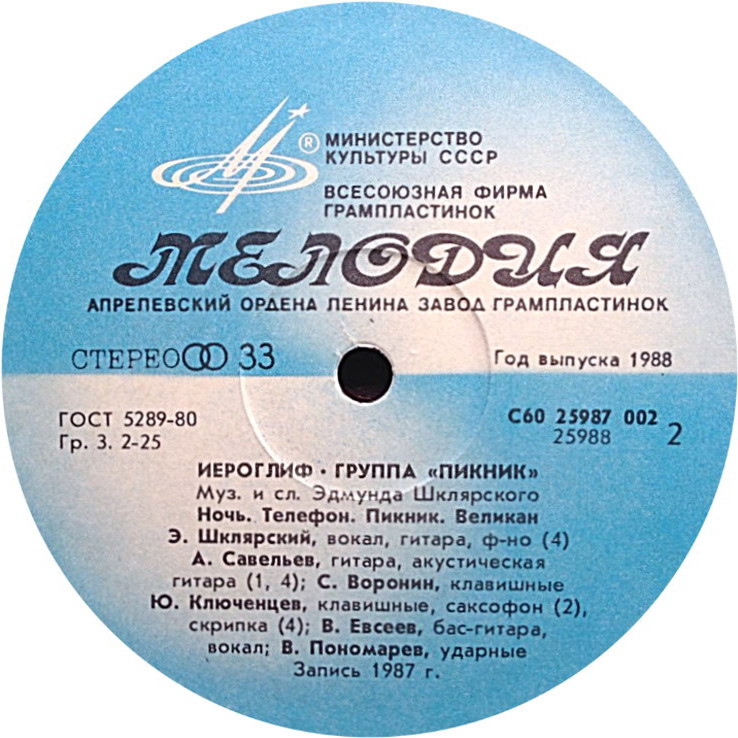 ® МИНИСТЕРСТВО
КУЛЬТУРЫ СССР
ВСЕСОЮЗНАЯ ФИРМА
ГРАМПЛАСТИНОК
МЕЛОДИЯ
АПРЕЛЕВСКИЙ ОРДЕНА ЛЕНИНА ЗАВОД ГРАМПЛАСТИНОК
СТЕРЕО 33
Год выпуска 1988
ГОСТ 5289-80
Гр. 3. 2-25
С60 25987 002
25988 2
ИЕРОГЛИФ · ГРУППА «ПИКНИК»
Муз. и сл. Эдмунда Шклярского
Ночь. Телефон. Пикник. Великан
Э. Шклярский, вокал, гитара, ф-но (4)
А. Савельев, гитара, акустическая
гитара (1, 4); С. Воронин, клавишные
Ю. Ключенцев, клавишные, саксофон (2),
скрипка (4); В. Евсеев, бас-гитара,
вокал; В. Пономарев, ударные
Запись 1987 г.